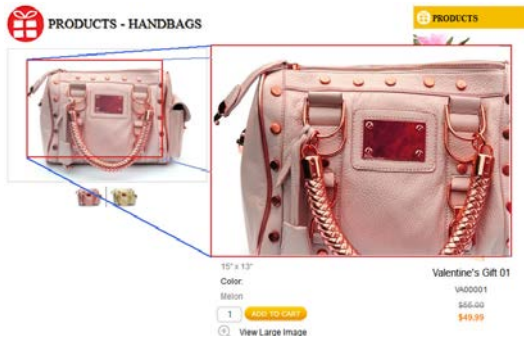 PRODUCTS - HANDBAGS
PRODUCTS
15" x 13"
Color:
Melon
1
ADD TO CART
View Large Image
Valentine's Gift 01
VA00001
$55.00
$49.99